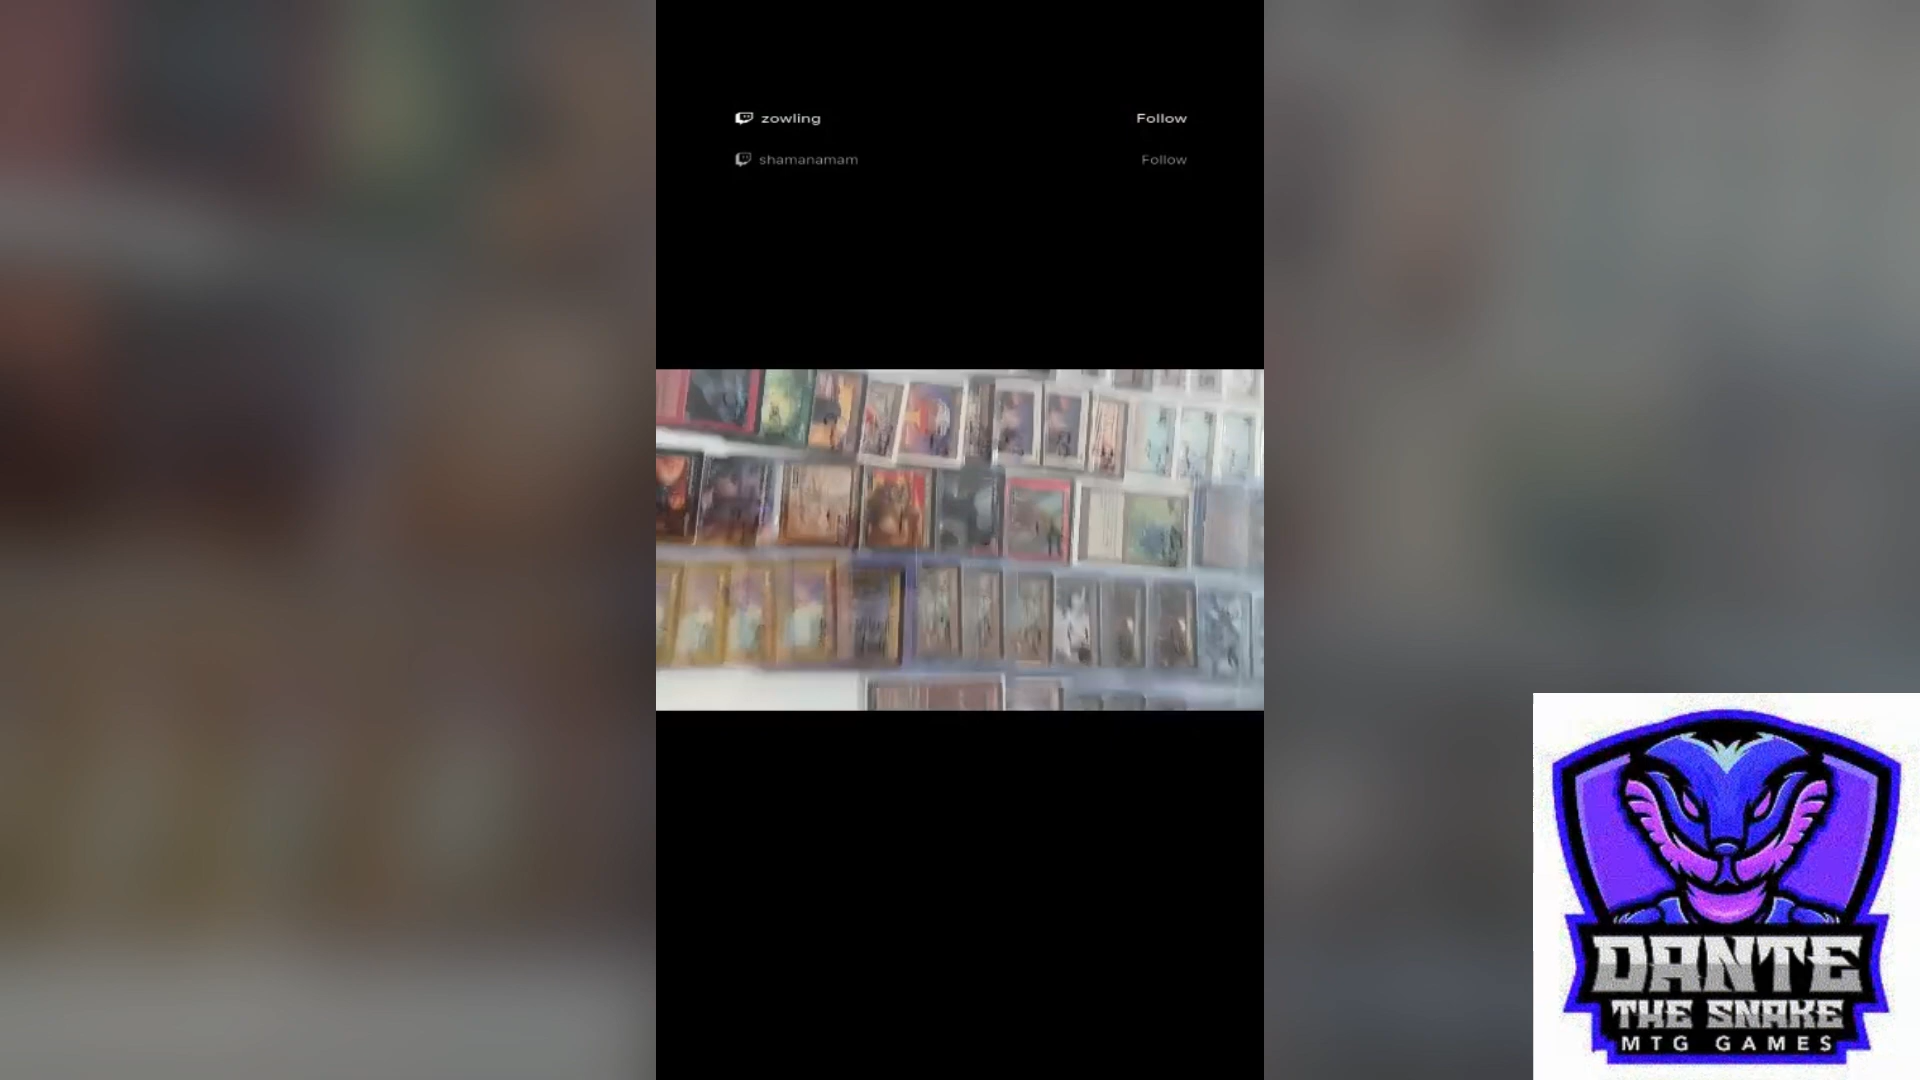 zowling
Follow
shamanamam
Follow
DANTE
THE SNAKE
MTG GAMES